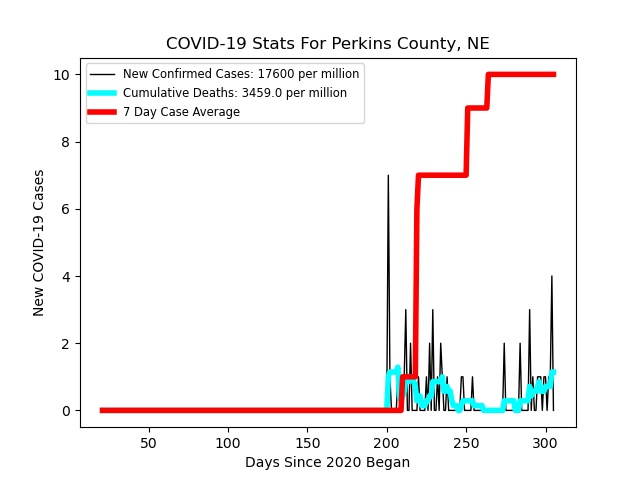 COVID-19 Stats For Perkins County, NE
New Confirmed Cases: 17600 per million
Cumulative Deaths: 3459.0 per million
7 Day Case Average
New COVID-19 Cases
10
8
6
4
2
0
50 100 150 200 250 300
Days Since 2020 Began